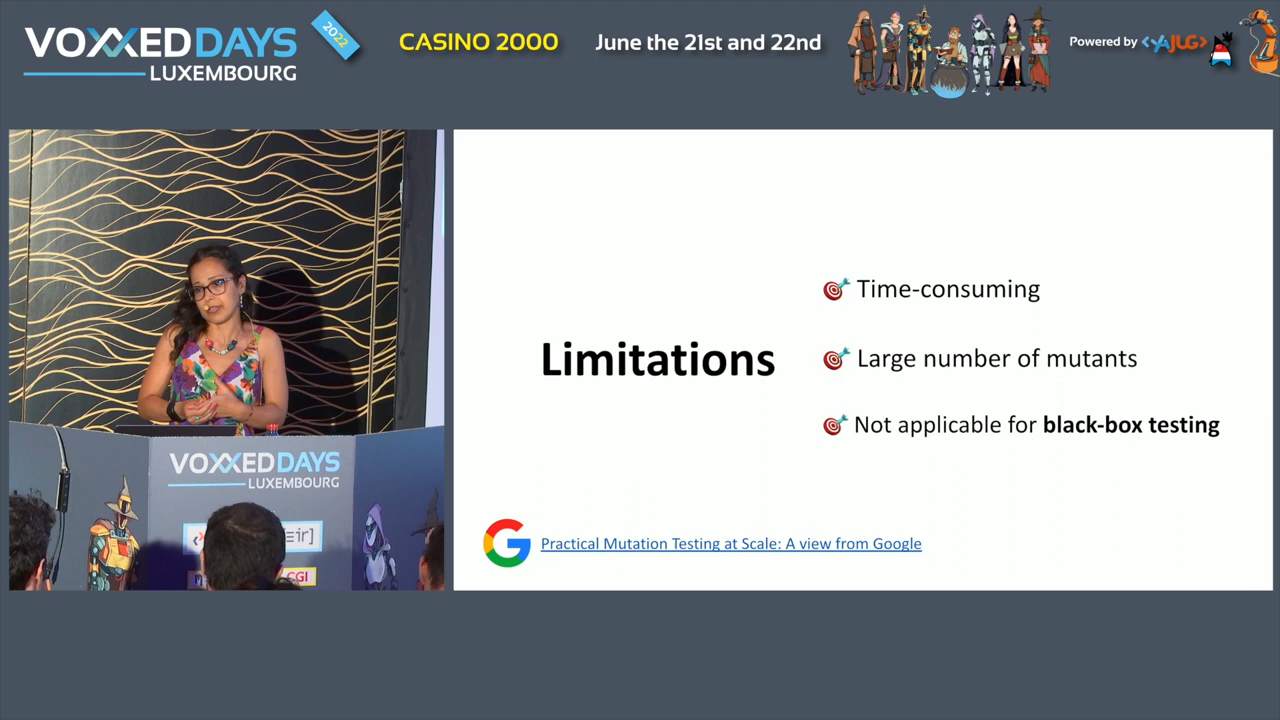 VOXXEDDAYS
LUXEMBOURG
2022
CASINO 2000
June the 21st and 22nd
Powered by <YAJUG>
Limitations
Time-consuming
Large number of mutants
Not applicable for black-box testing
Practical Mutation Testing at Scale: A view from Google
VOXXEDDAYS
LUXEMBOURG
CGI